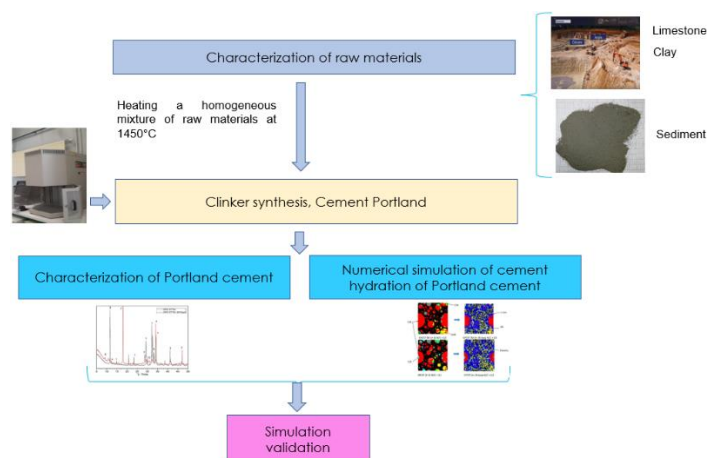 Characterization of raw materials
Limestone
Clay
Sediment
Heating a homogeneous
mixture of raw materials at
1450°C
Clinker synthesis, Cement Portland
Characterization of Portland cement
Numerical simulation of cement
hydration of Portland cement
Simulation
validation